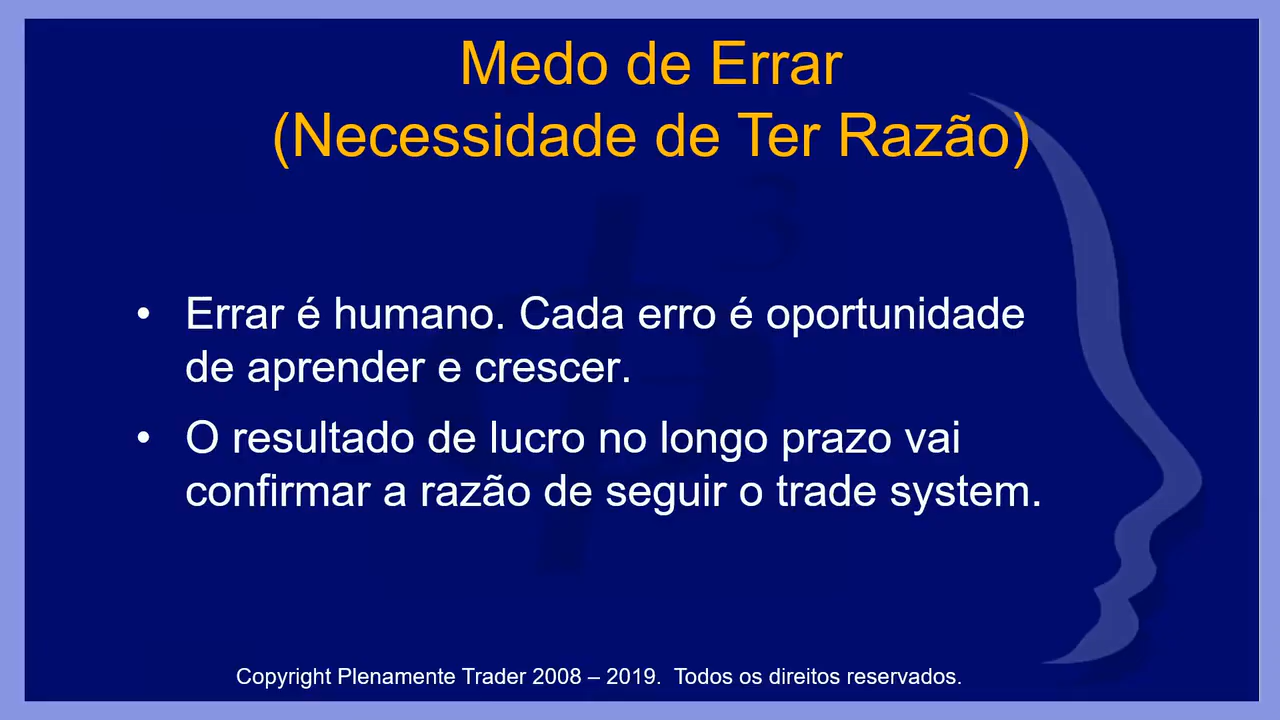 Medo de Errar
(Necessidade de Ter Razão)
• Errar é humano. Cada erro é oportunidade
de aprender e crescer.
• O resultado de lucro no longo prazo vai
confirmar a razão de seguir o trade system.
Copyright Plenamente Trader 2008 – 2019.  Todos os direitos reservados.